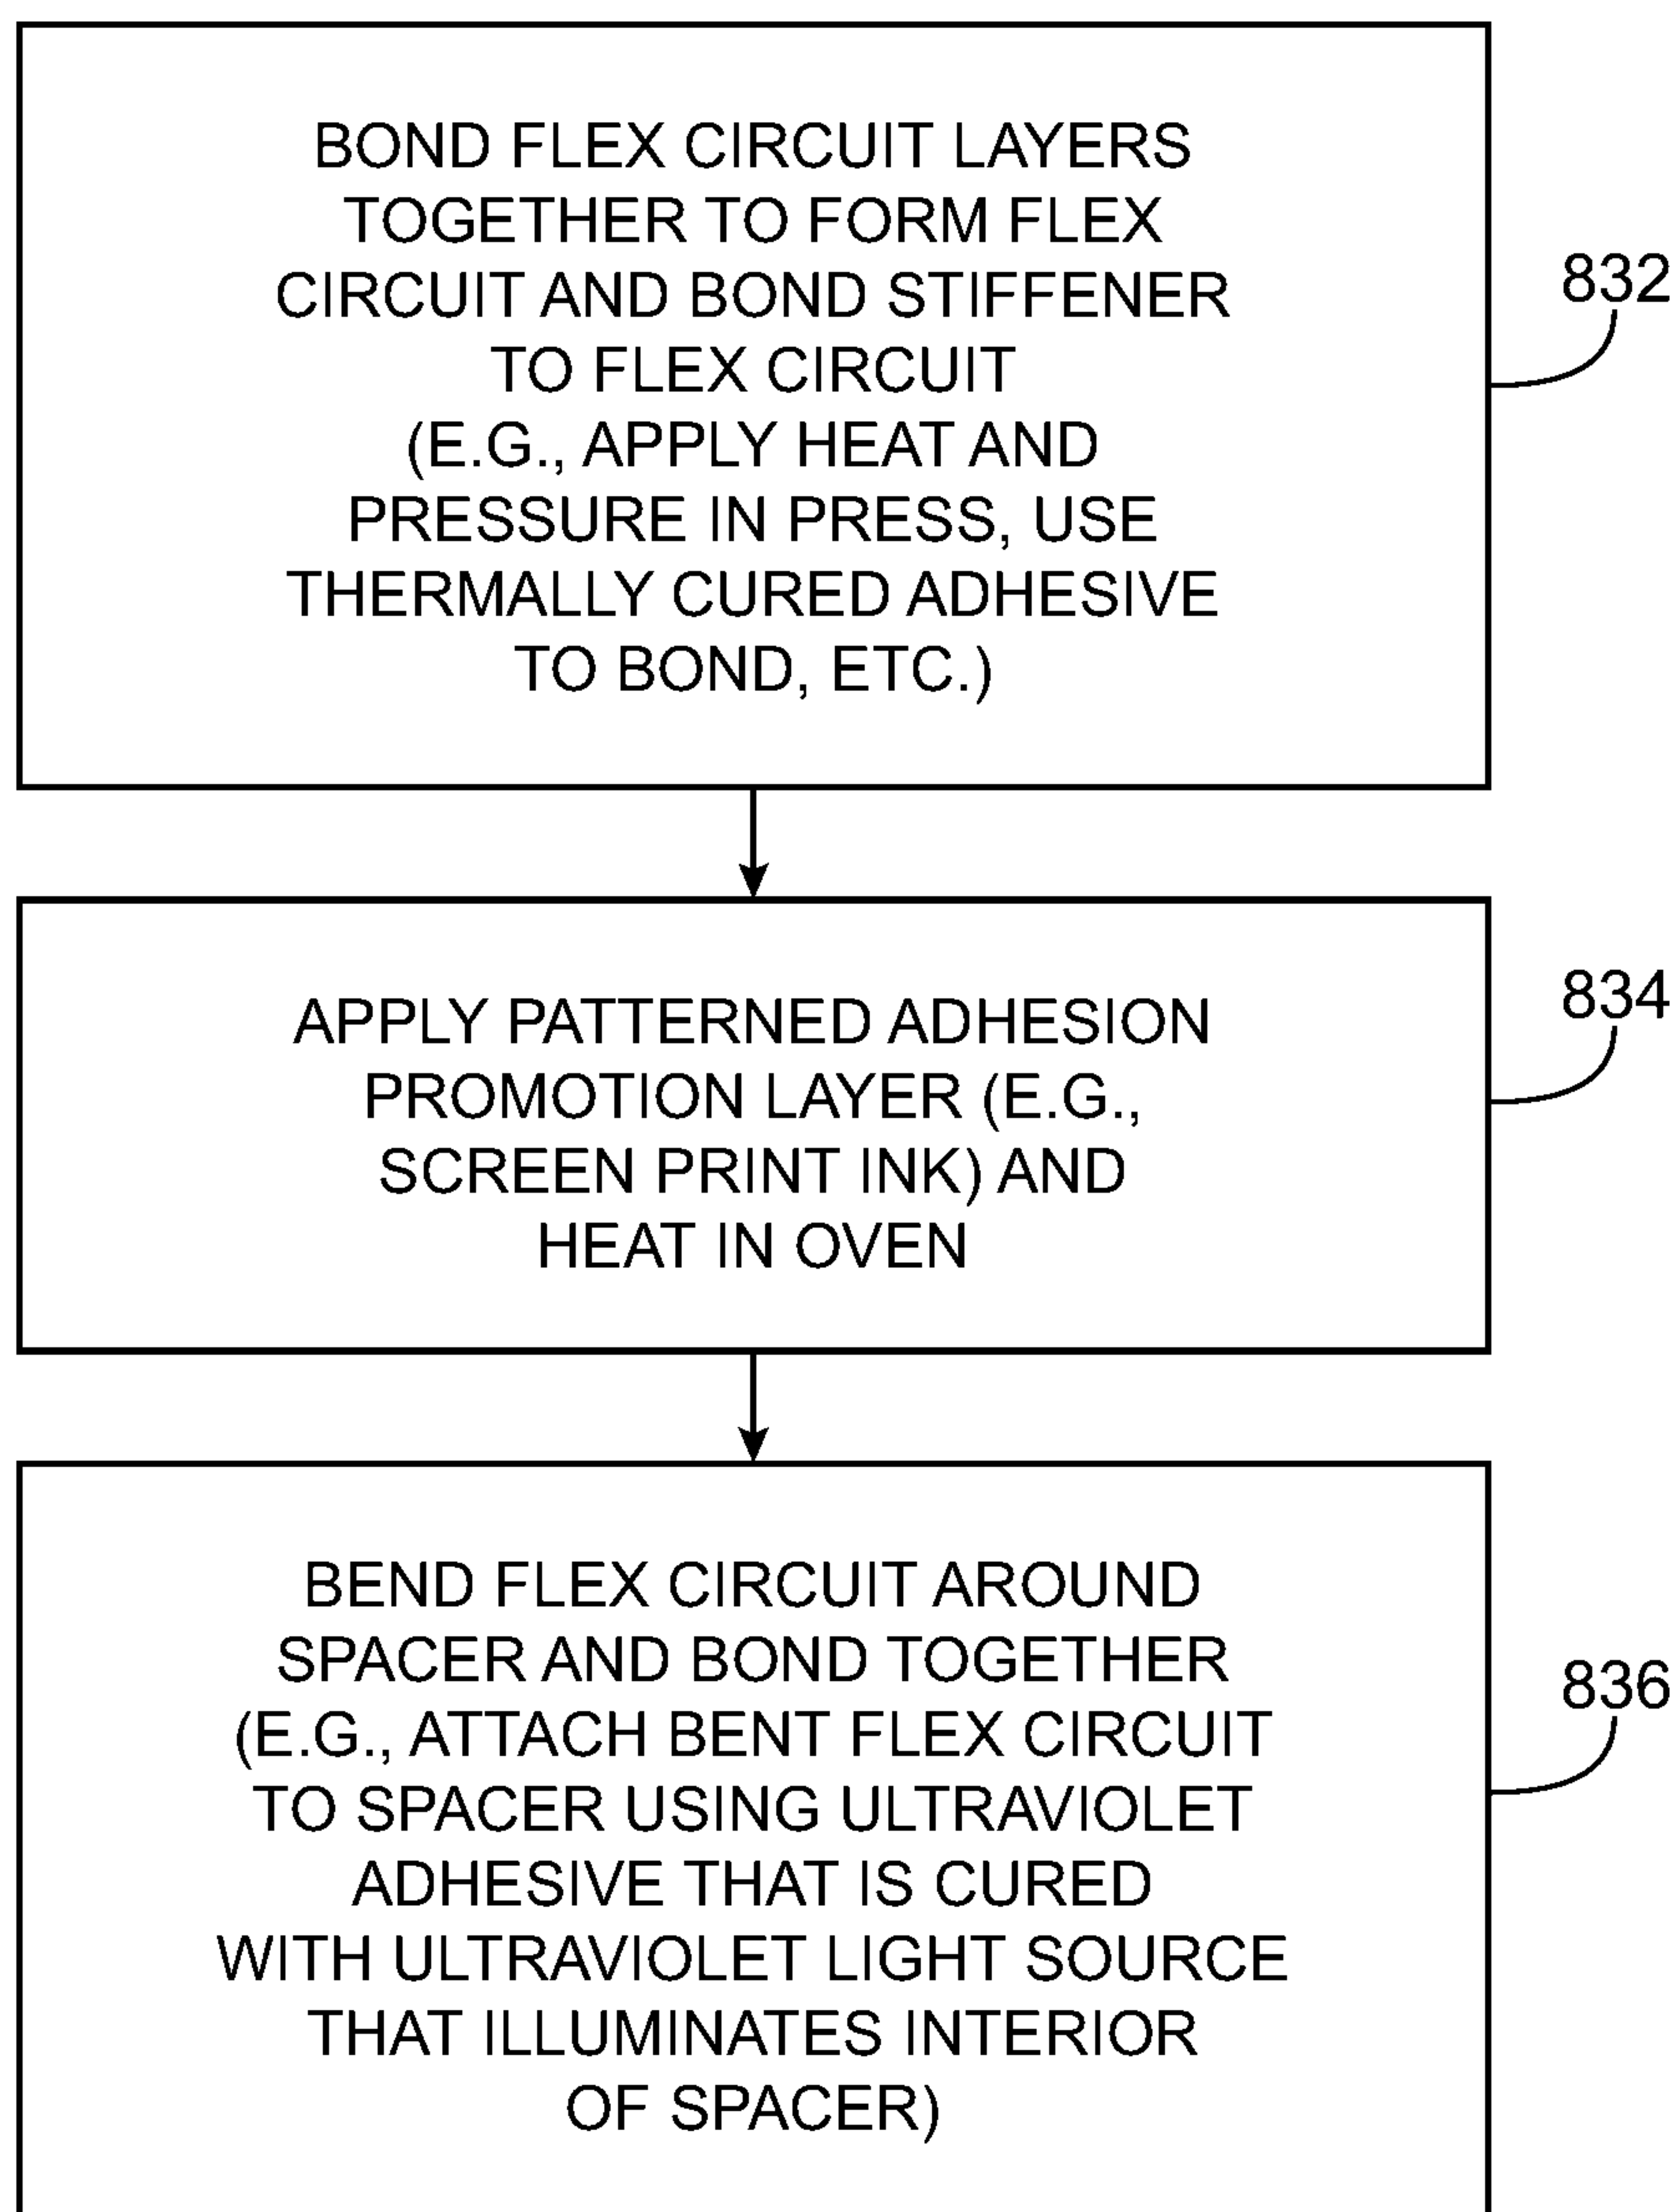 BOND FLEX CIRCUIT LAYERS
TOGETHER TO FORM FLEX
CIRCUIT AND BOND STIFFENER
TO FLEX CIRCUIT
(E.G., APPLY HEAT AND
PRESSURE IN PRESS, USE
THERMALLY CURED ADHESIVE
TO BOND, ETC.)
832
APPLY PATTERNED ADHESION
PROMOTION LAYER (E.G.,
SCREEN PRINT INK) AND
HEAT IN OVEN
834
BEND FLEX CIRCUIT AROUND
SPACER AND BOND TOGETHER
(E.G., ATTACH BENT FLEX CIRCUIT
TO SPACER USING ULTRAVIOLET
ADHESIVE THAT IS CURED
WITH ULTRAVIOLET LIGHT SOURCE
THAT ILLUMINATES INTERIOR
OF SPACER)
836